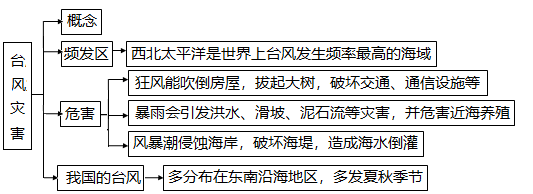 台风灾害
概念
频发区
西北太平洋是世界上台风发生频率最高的海域
危害
狂风能吹倒房屋，拔起大树，破坏交通、通信设施等
暴雨会引发洪水、滑坡、泥石流等灾害，并危害近海养殖
风暴潮侵蚀海岸，破坏海堤，造成海水倒灌
我国的台风
多分布在东南沿海地区，多发夏秋季节